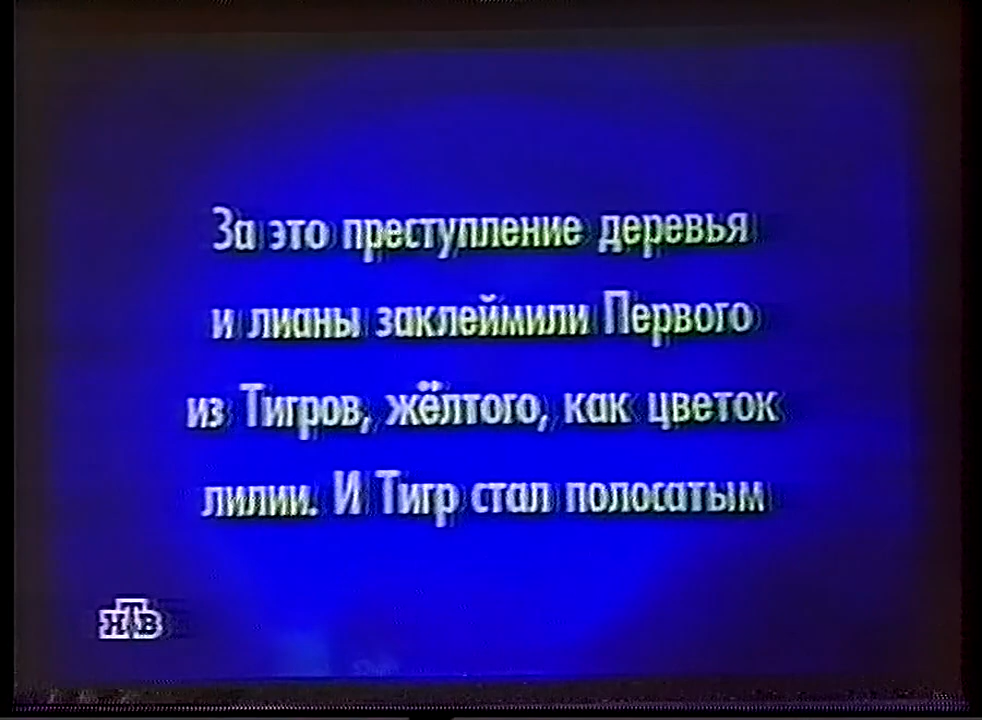 За это преступление деревья
и лианы заклеймили Первого
из Тигров, жёлтого, как цветок
лилии. И Тигр стал полосатым
НТВ